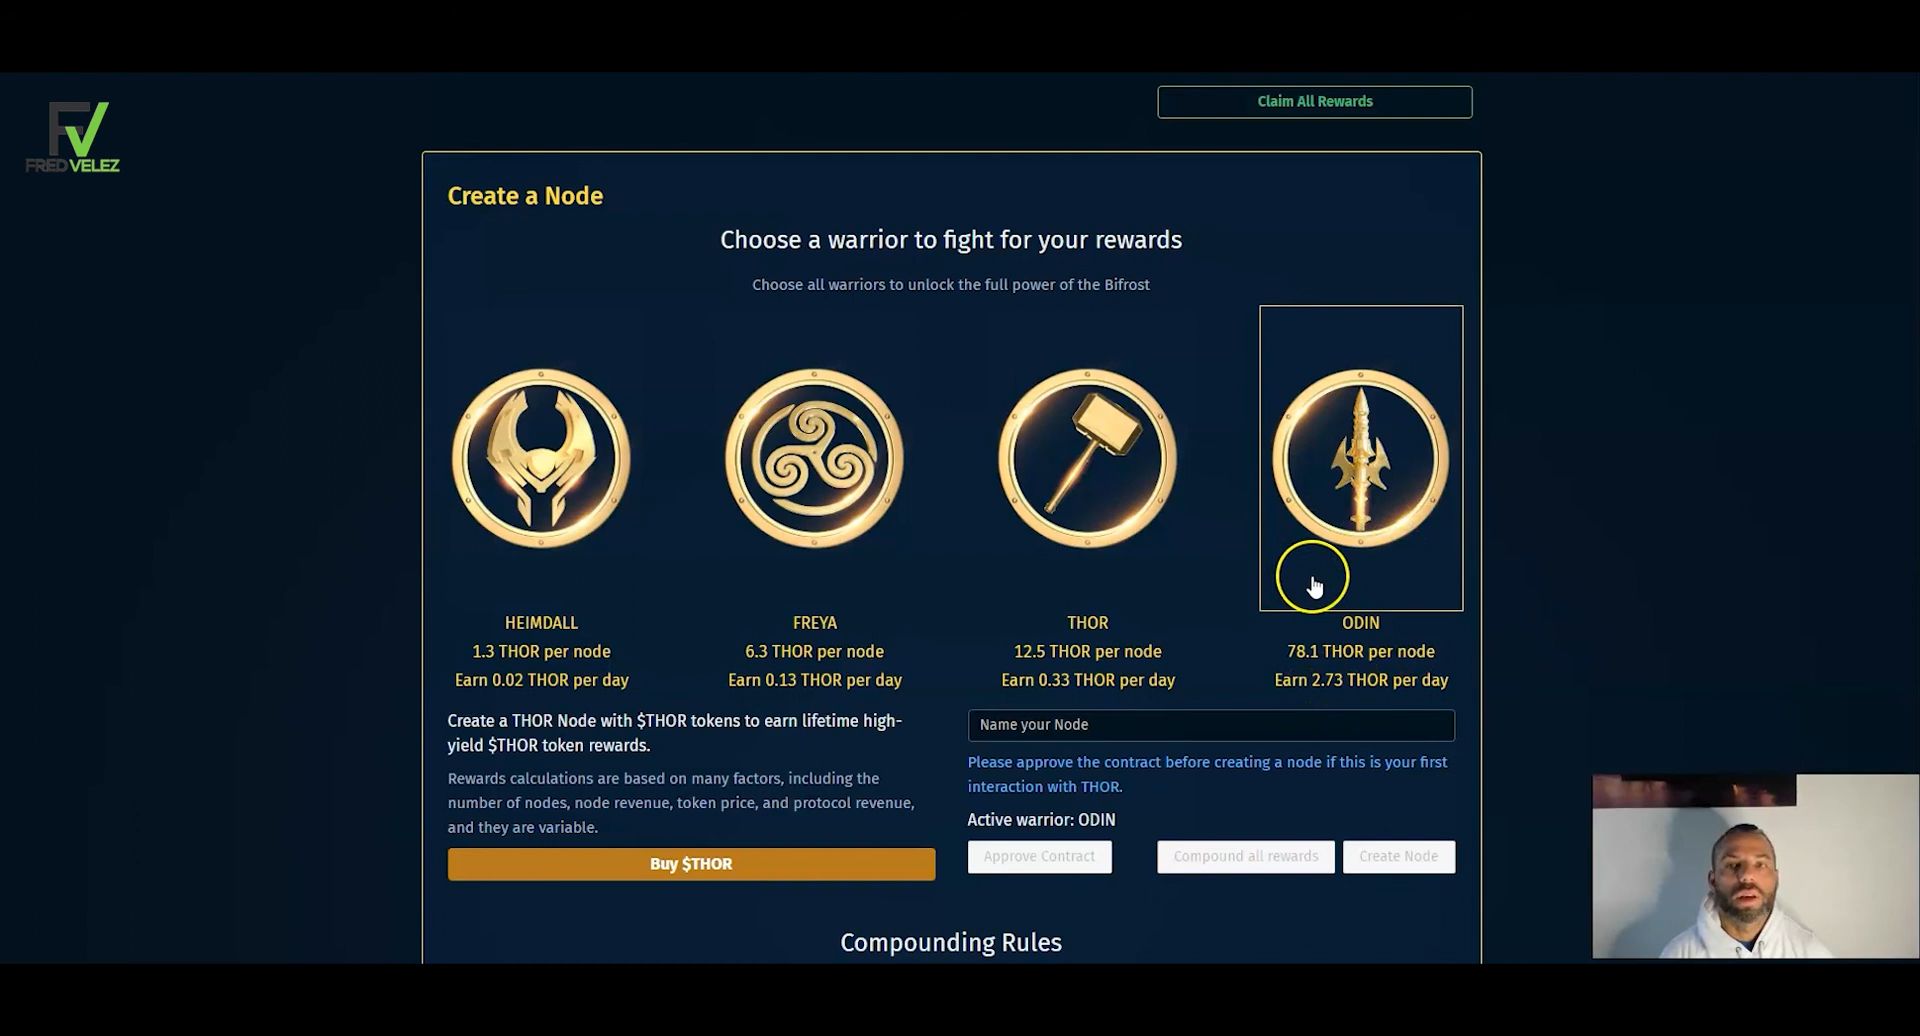 Claim All Rewards
FV
FRED VELEZ
Create a Node
Choose a warrior to fight for your rewards
Choose all warriors to unlock the full power of the Bifrost
HEIMDALL
1.3 THOR per node
Earn 0.02 THOR per day
FREYA
6.3 THOR per node
Earn 0.13 THOR per day
THOR
12.5 THOR per node
Earn 0.33 THOR per day
ODIN
78.1 THOR per node
Earn 2.73 THOR per day
Create a THOR Node with $THOR tokens to earn lifetime high-
yield $THOR token rewards.
Rewards calculations are based on many factors, including the
number of nodes, node revenue, token price, and protocol revenue,
and they are variable.
Buy $THOR
Name your Node
Please approve the contract before creating a node if this is your first
interaction with THOR.
Active warrior: ODIN
Approve Contract
Compound all rewards
Create Node
Compounding Rules